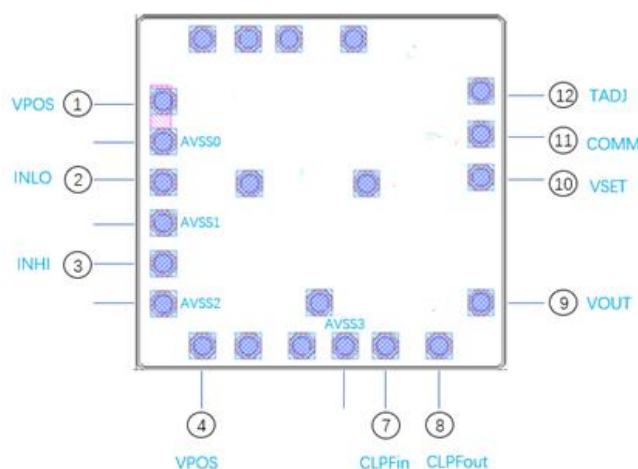 VPOS ① ⑫ TADJ
AVSS0 ⑪ COMM
INLO ② ⑩ VSET
AVSS1
INHI ③
AVSS2 ⑨ VOUT
AVSS3
④ ⑦ ⑧
VPOS CLPFin CLPFout